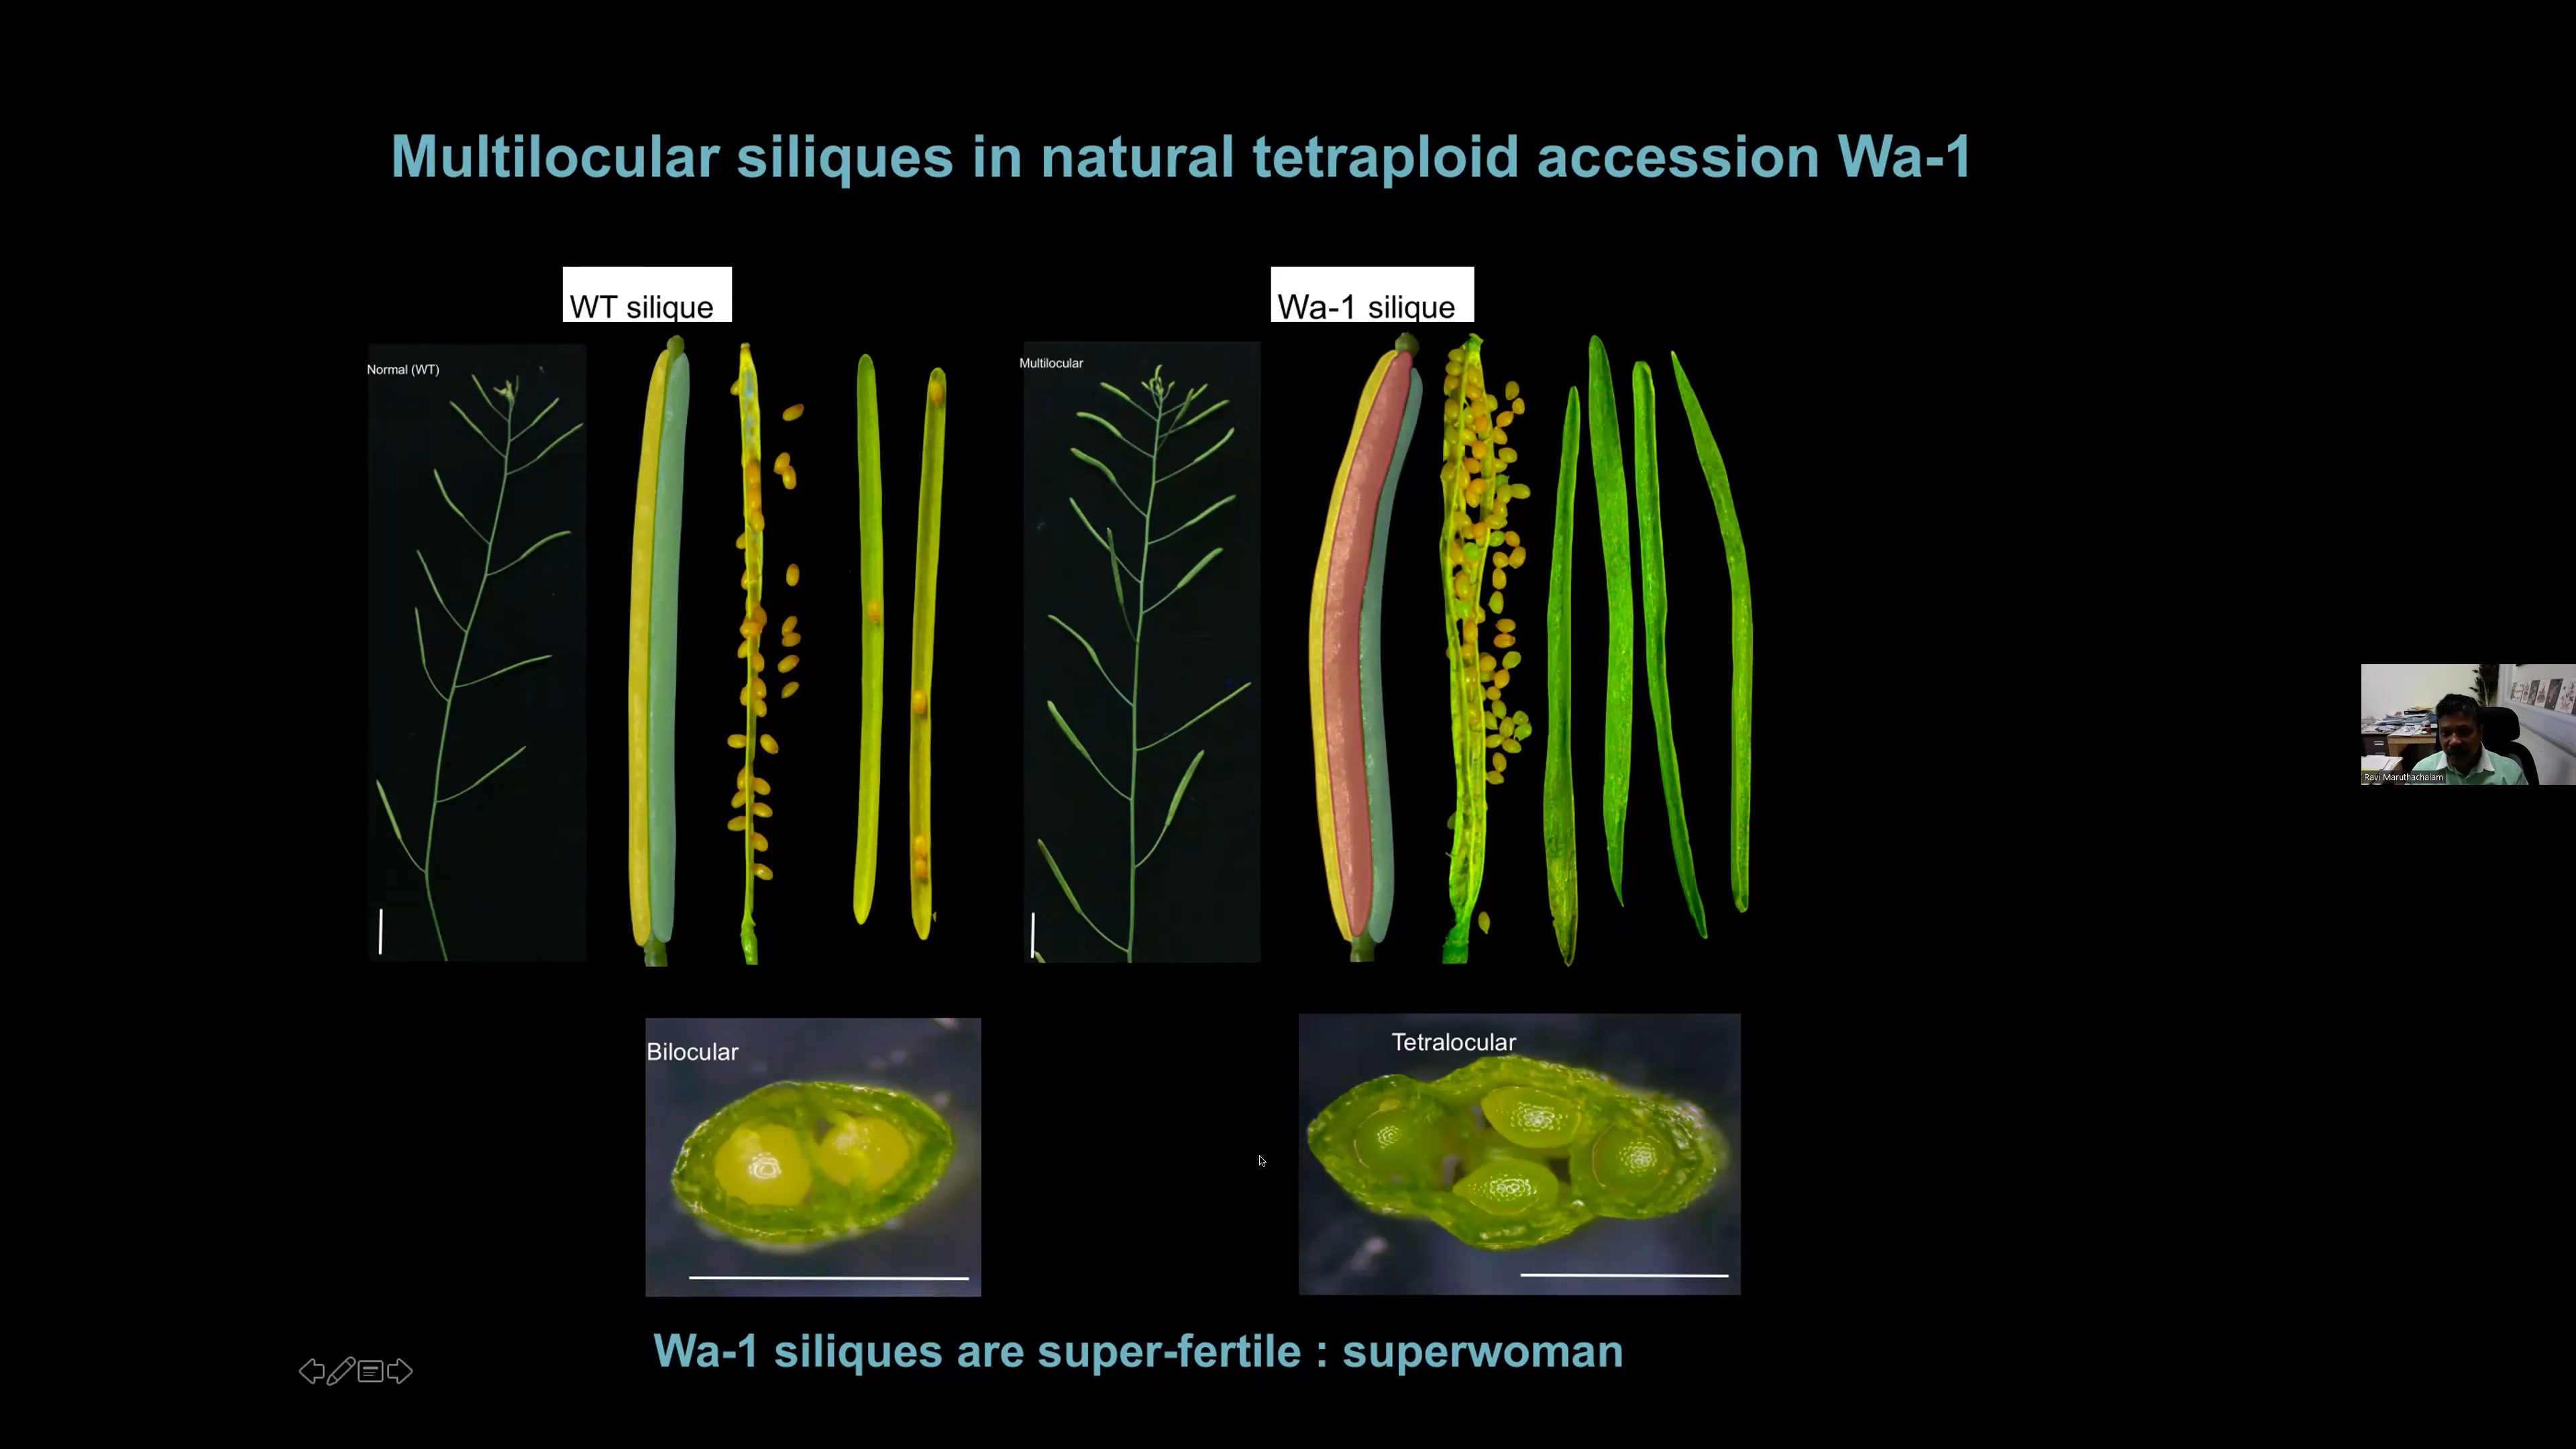 Multilocular siliques in natural tetraploid accession Wa-1
WT silique
Wa-1 silique
Normal (WT)
Multilocular
Ravi Maruthachalam
Bilocular
Tetralocular
Wa-1 siliques are super-fertile : superwoman